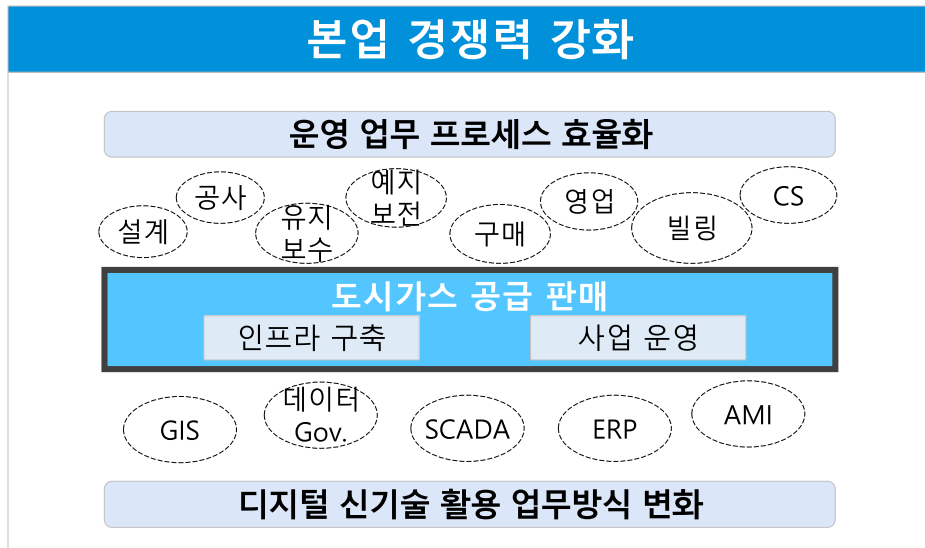 본업 경쟁력 강화
운영 업무 프로세스 효율화
설계
공사
유지
보수
예지
보전
구매
영업
빌링
CS
도시가스 공급 판매
인프라 구축
사업 운영
GIS
데이터
Gov.
SCADA
ERP
AMI
디지털 신기술 활용 업무방식 변화